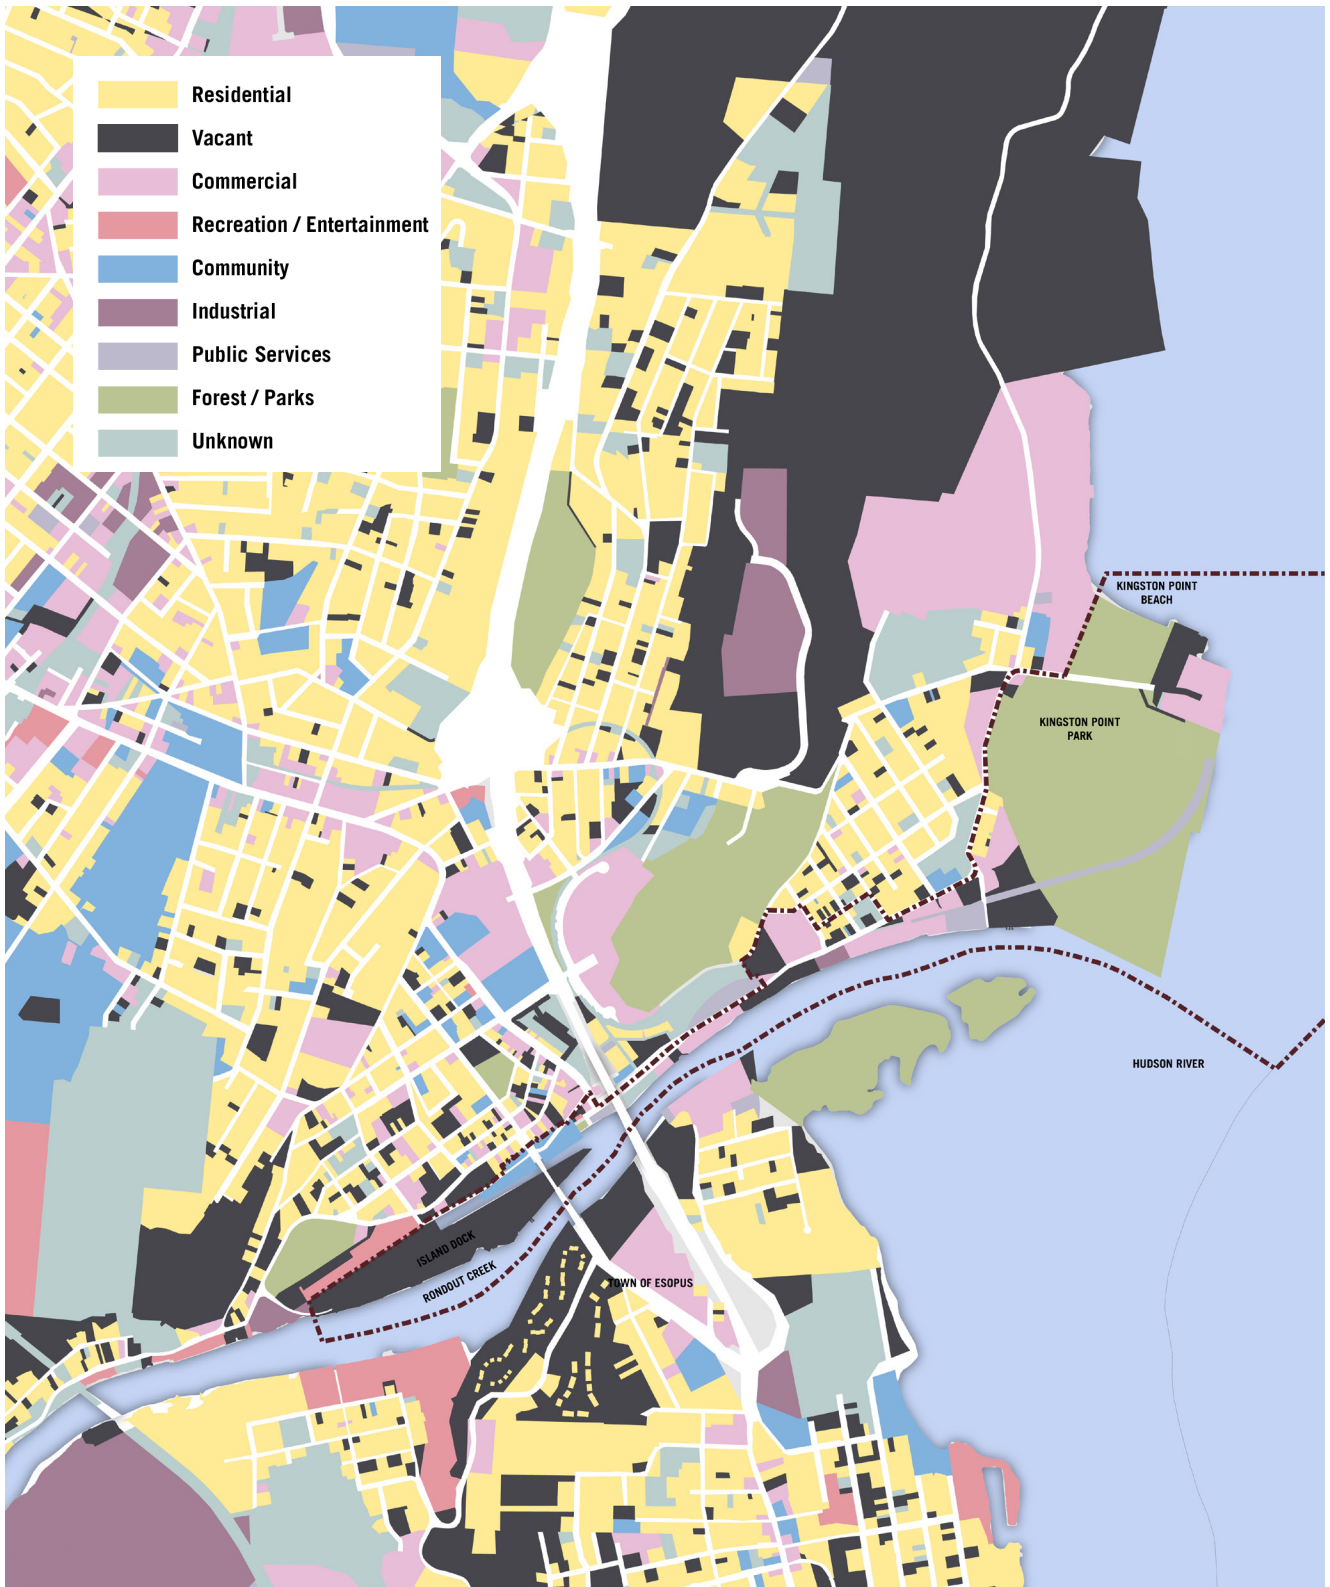 Residential
Vacant
Commercial
Recreation / Entertainment
Community
Industrial
Public Services
Forest / Parks
Unknown
KINGSTON POINT
BEACH
KINGSTON POINT
PARK
HUDSON RIVER
ISLAND DOCK
RONDOUT CREEK
TOWN OF ESOPUS